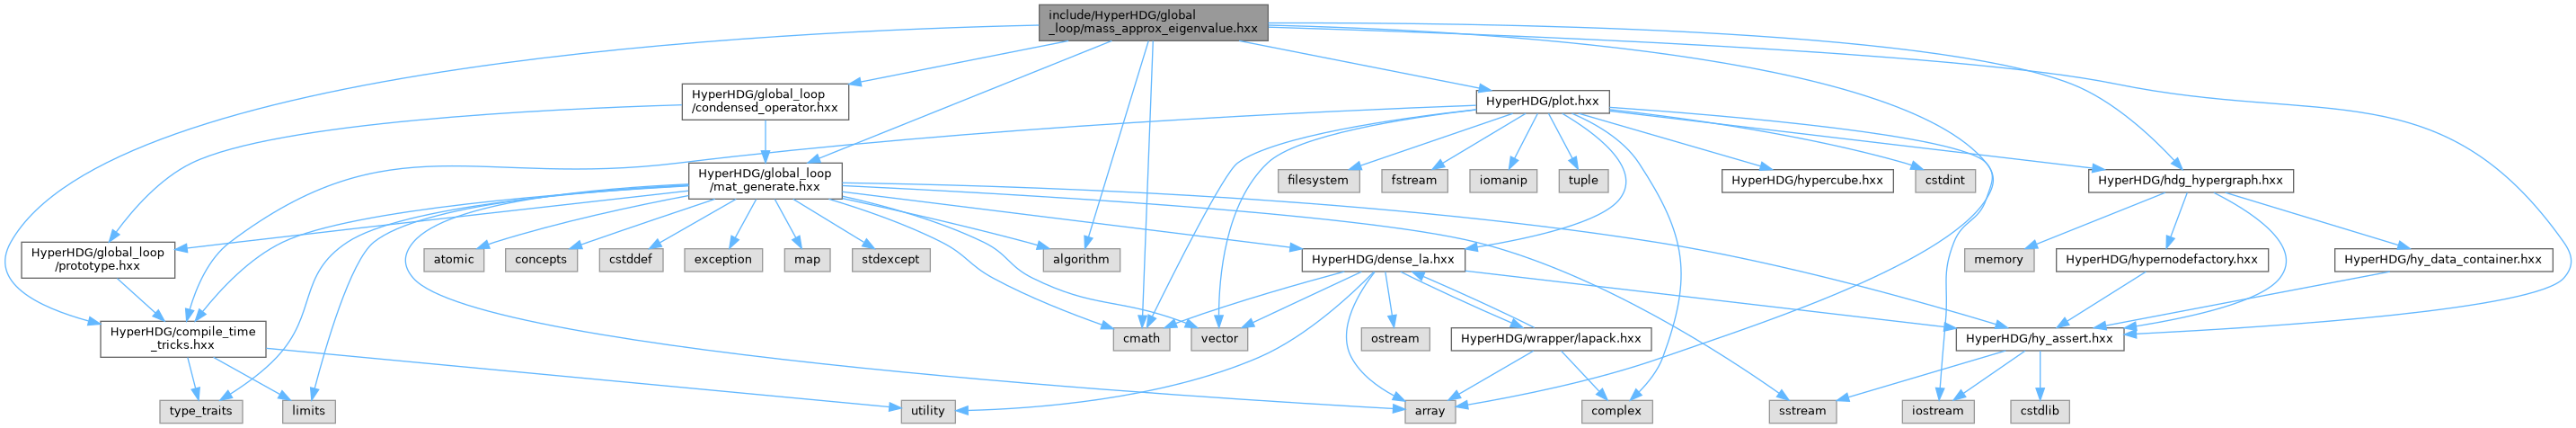 include/HyperHDG/global
_loop/mass_approx_eigenvalue.hxx
HyperHDG/global_loop
/condensed_operator.hxx
HyperHDG/plot.hxx
HyperHDG/global_loop
/mat_generate.hxx
filesystem
fstream
iomanip
tuple
HyperHDG/hypercube.hxx
cstdint
HyperHDG/hdg_hypergraph.hxx
HyperHDG/global_loop
/prototype.hxx
atomic
concepts
cstddef
exception
map
stdexcept
algorithm
HyperHDG/dense_la.hxx
memory
HyperHDG/hypernodefactory.hxx
HyperHDG/hy_data_container.hxx
HyperHDG/compile_time
_tricks.hxx
cmath
vector
ostream
HyperHDG/wrapper/lapack.hxx
HyperHDG/hy_assert.hxx
type_traits
limits
utility
array
complex
sstream
iostream
cstdlib